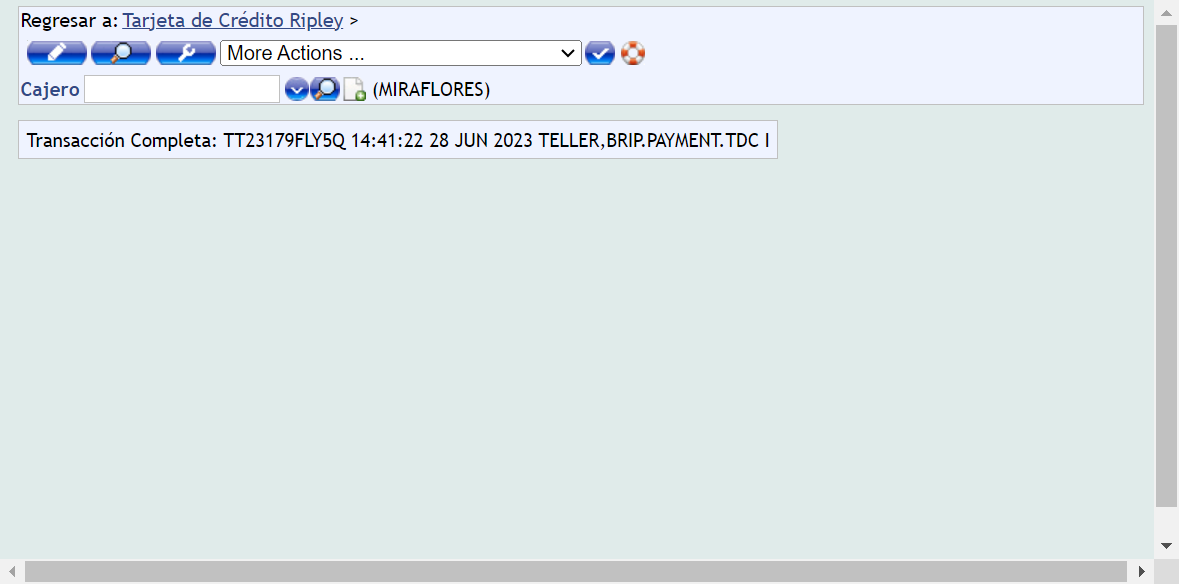 Regresar a: Tarjeta de Crédito Ripley >
More Actions ...
Cajero (MIRAFLORES)
Transacción Completa: TT23179FLY5Q 14:41:22 28 JUN 2023 TELLER,BRIP.PAYMENT.TDC I